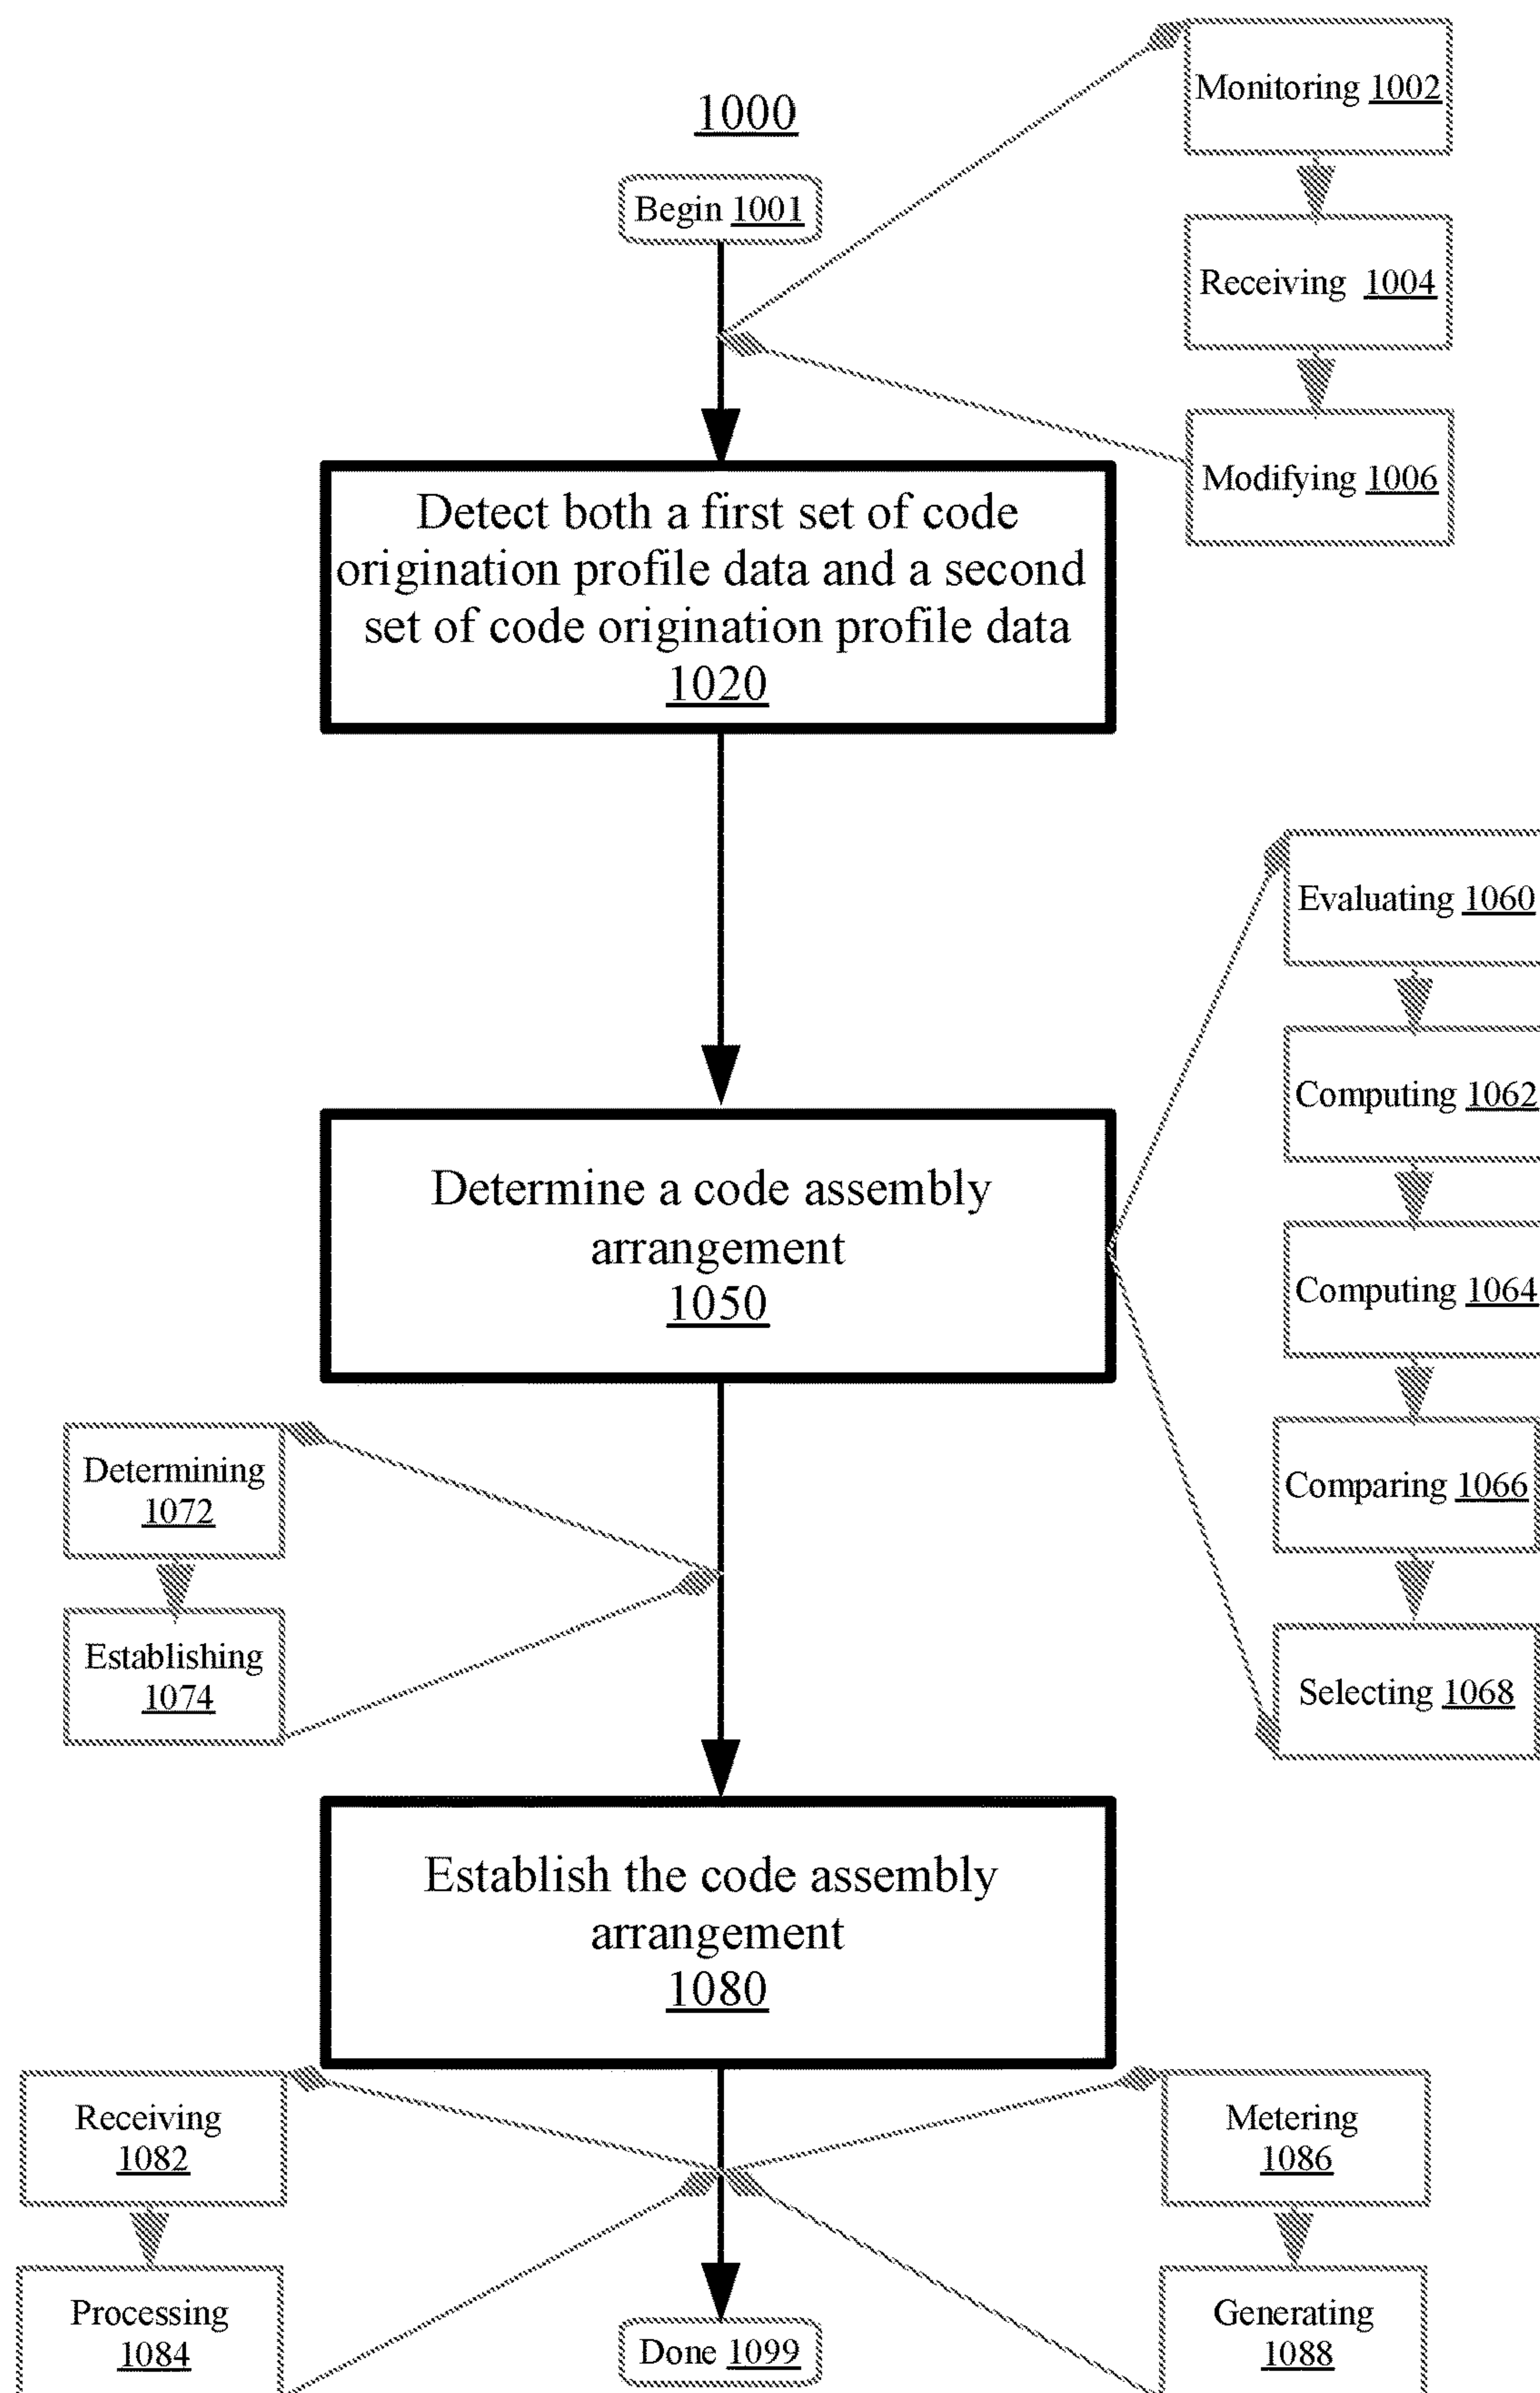 1000
Begin 1001
Monitoring 1002
Receiving 1004
Modifying 1006
Detect both a first set of code
origination profile data and a second
set of code origination profile data
1020
Evaluating 1060
Computing 1062
Computing 1064
Comparing 1066
Selecting 1068
Determine a code assembly
arrangement
1050
Determining
1072
Establishing
1074
Establish the code assembly
arrangement
1080
Receiving
1082
Processing
1084
Metering
1086
Generating
1088
Done 1099